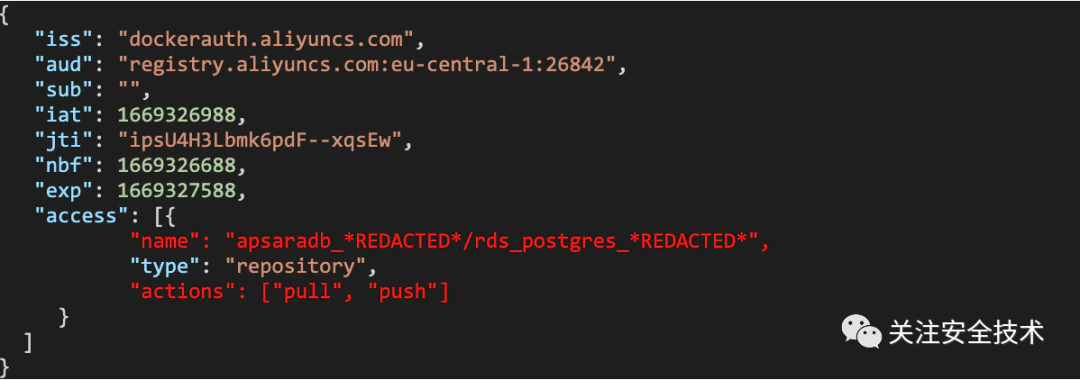 {
"iss": "dockerauth.aliyuncs.com",
"aud": "registry.aliyuncs.com:eu-central-1:26842",
"sub": "",
"iat": 1669326988,
"jti": "ipsU4H3Lbmk6pdF--xqsEw",
"nbf": 1669326688,
"exp": 1669327588,
"access": [{
"name": "apsaradb_*REDACTED*/rds_postgres_*REDACTED*",
"type": "repository",
"actions": ["pull", "push"]
}
]
}
关注安全技术